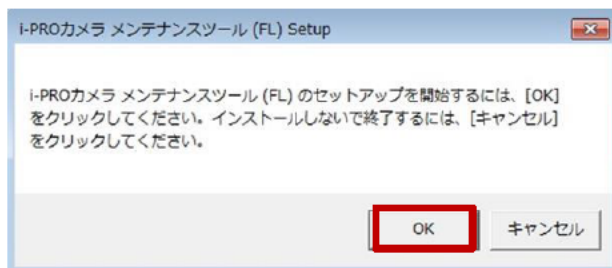 i-PROカメラ メンテナンスツール (FL) Setup
i-PROカメラ メンテナンスツール (FL) のセットアップを開始するには、[OK]
をクリックしてください。インストールしないで終了するには、[キャンセル]
をクリックしてください。
OK キャンセル